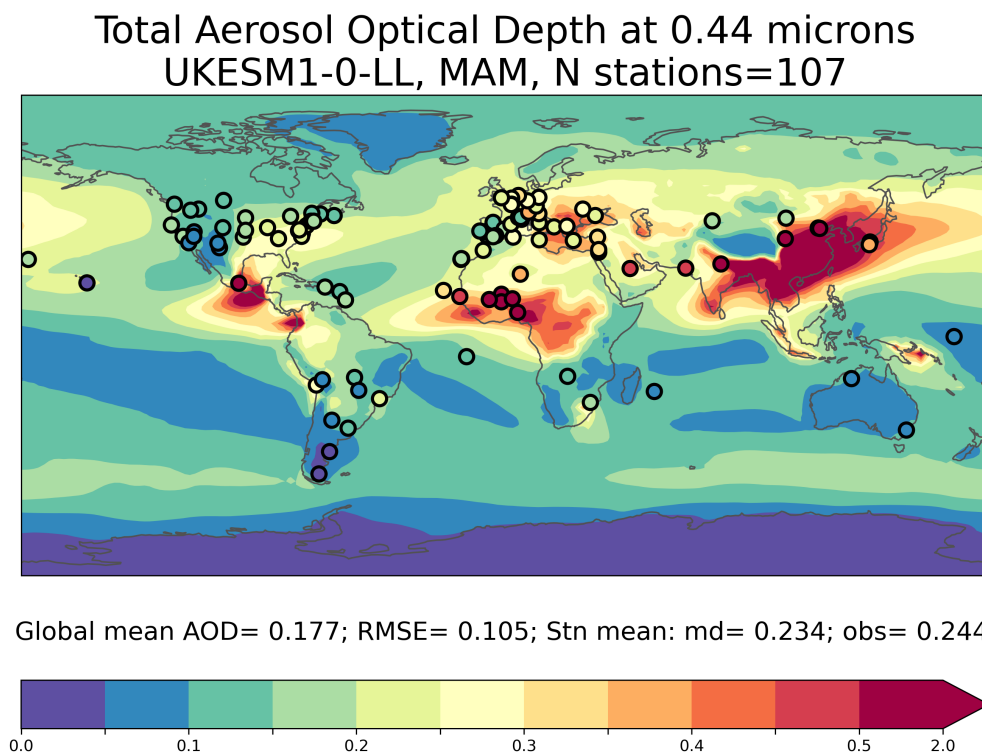 Total Aerosol Optical Depth at 0.44 microns
UKESM1-0-LL, MAM, N stations=107
Global mean AOD= 0.177; RMSE= 0.105; Stn mean: md= 0.234; obs= 0.244
0.0 0.1 0.2 0.3 0.4 0.5 2.0